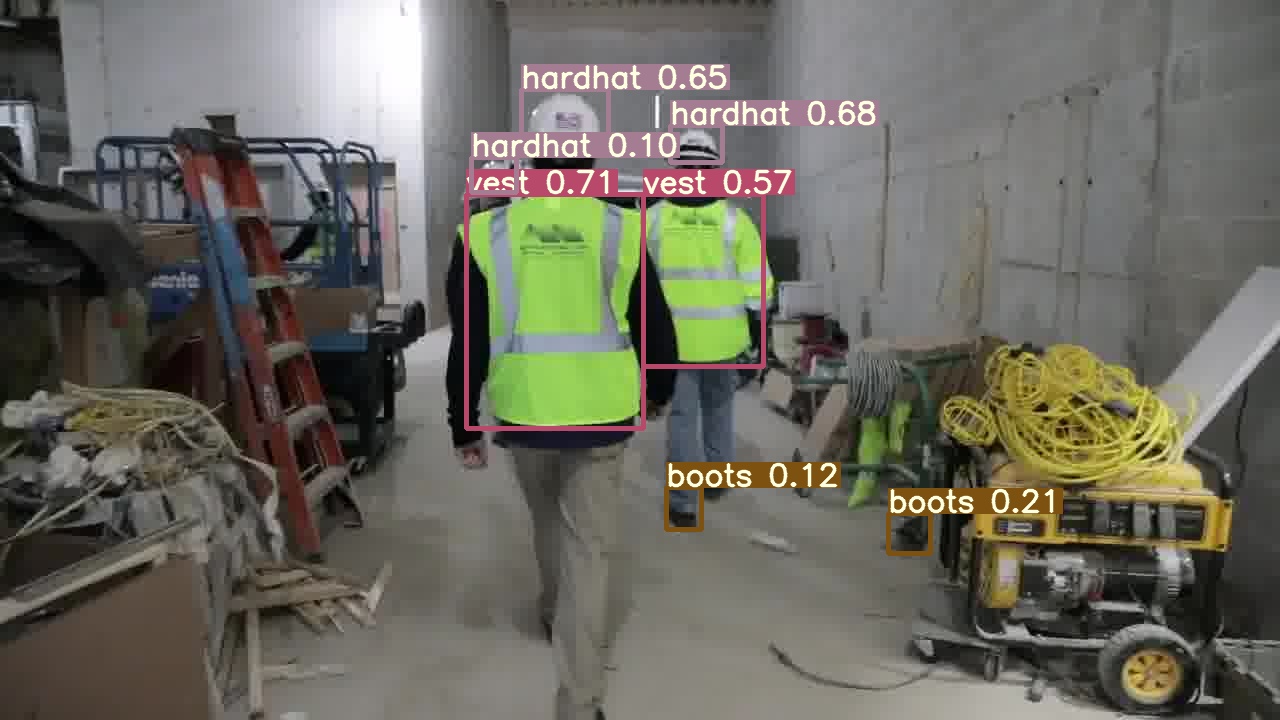 hardhat 0.65
hardhat 0.68
hardhat 0.10
vest 0.71
vest 0.57
boots 0.12
boots 0.21